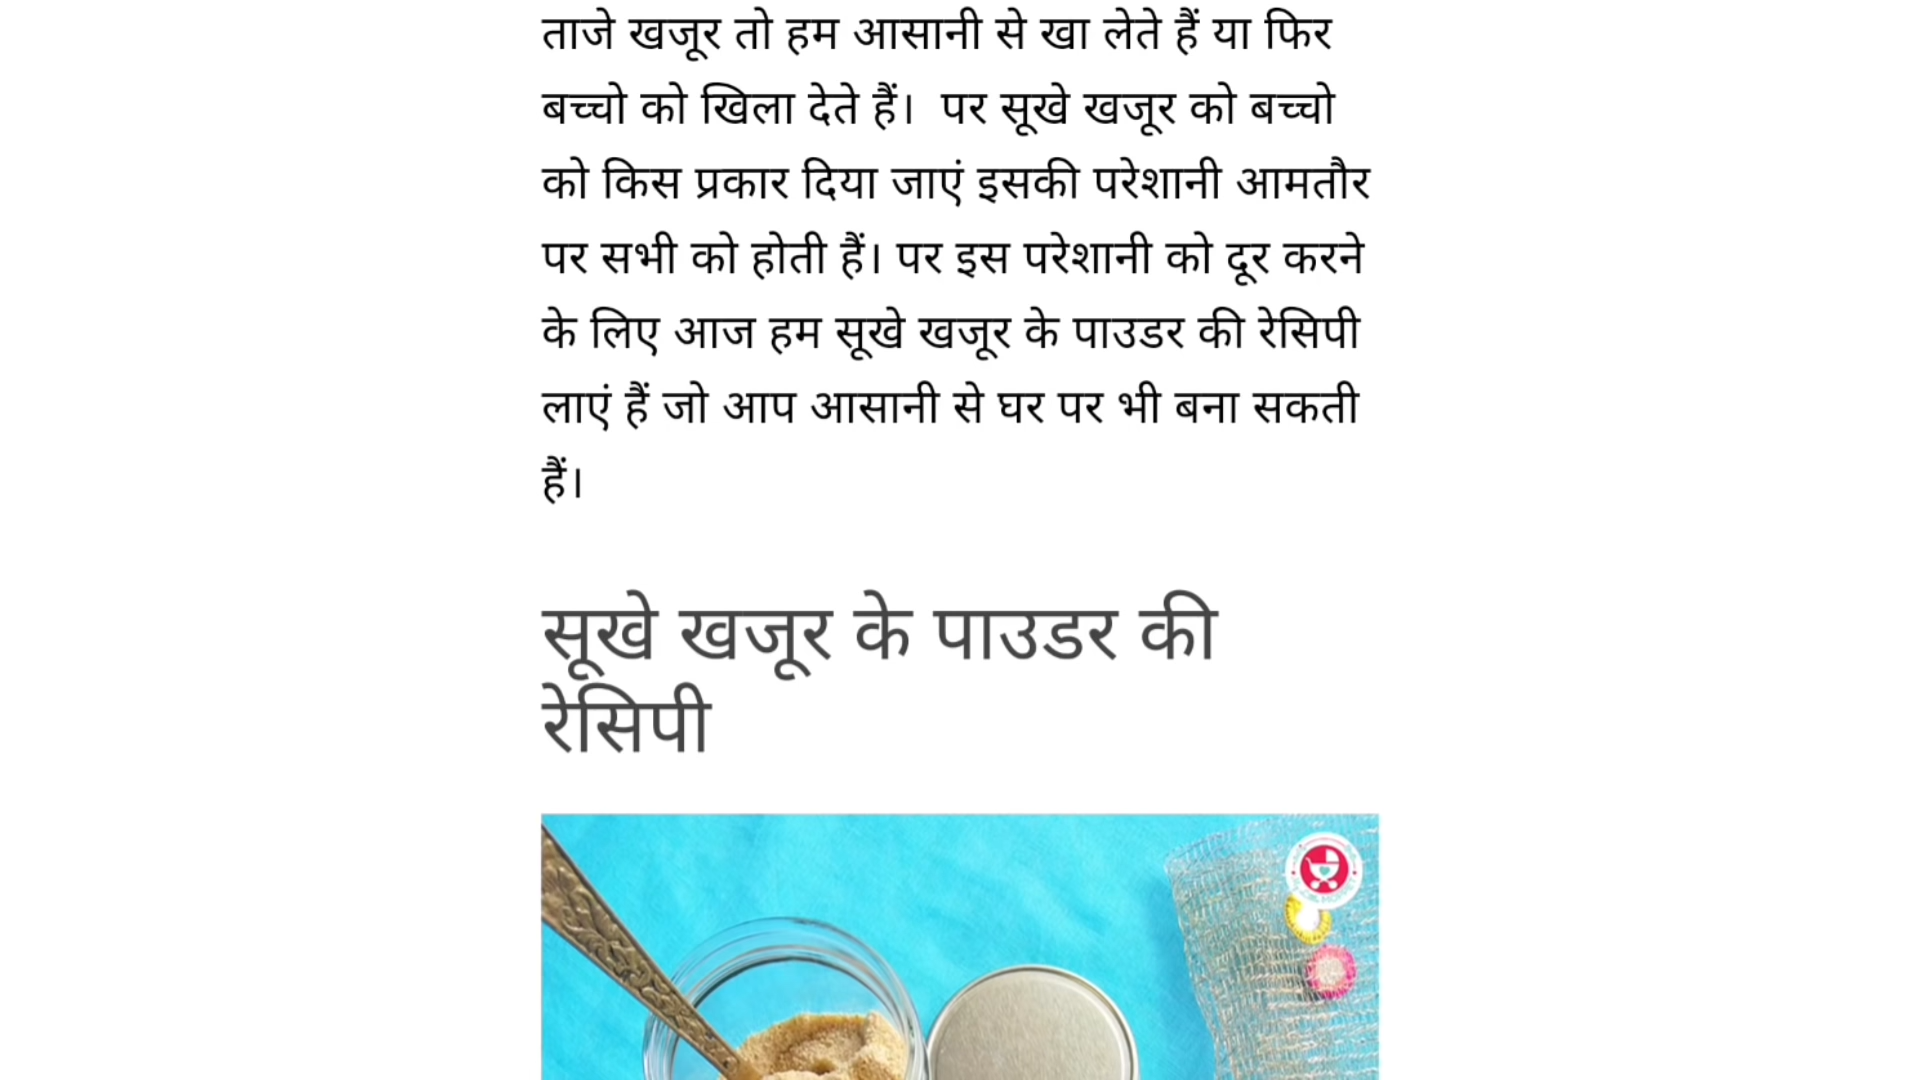 ताजे खजूर तो हम आसानी से खा लेते हैं या फिर
बच्चो को खिला देते हैं।  पर सूखे खजूर को बच्चो
को किस प्रकार दिया जाएं इसकी परेशानी आमतौर
पर सभी को होती हैं। पर इस परेशानी को दूर करने
के लिए आज हम सूखे खजूर के पाउडर की रेसिपी
लाएं हैं जो आप आसानी से घर पर भी बना सकती
हैं।
सूखे खजूर के पाउडर की
रेसिपी